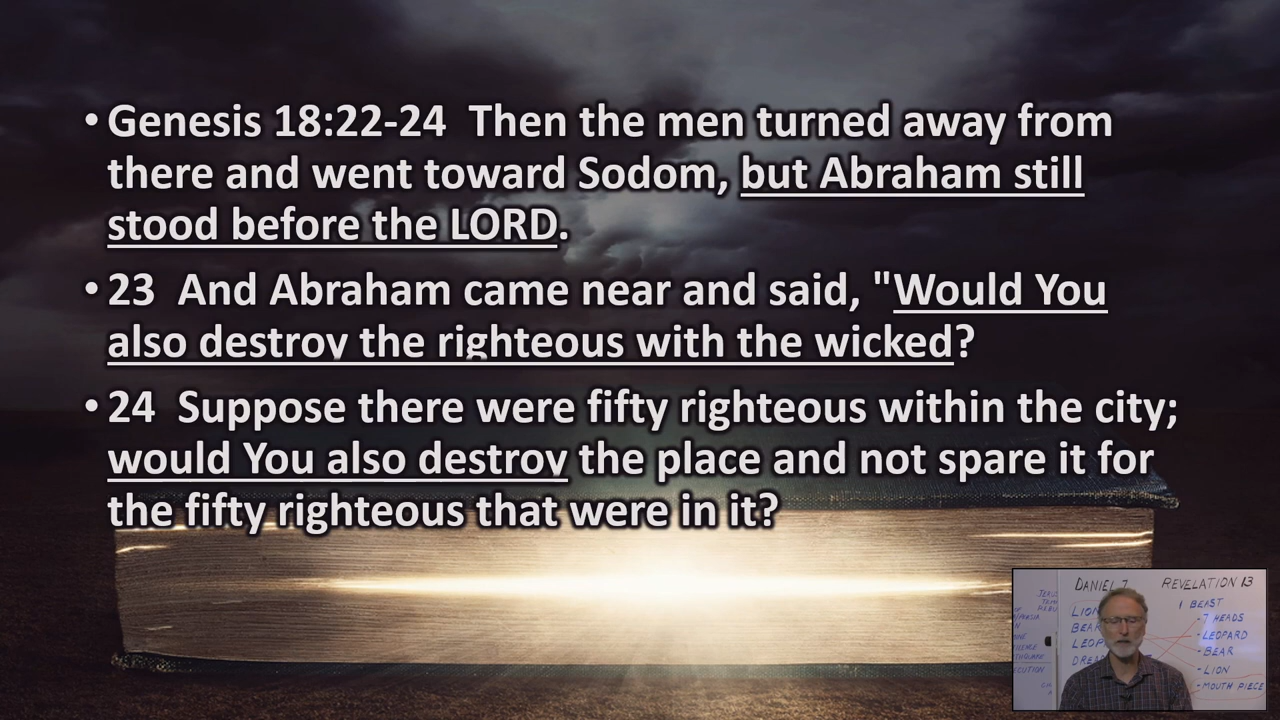 • Genesis 18:22-24  Then the men turned away from
there and went toward Sodom, but Abraham still
stood before the LORD.
• 23  And Abraham came near and said, "Would You
also destroy the righteous with the wicked?
• 24  Suppose there were fifty righteous within the city;
would You also destroy the place and not spare it for
the fifty righteous that were in it?
DANIEL 7
LION
REVELATION 13
1 BEAST
-7 HEADS
-LEOPARD
-BEAR
-LION
-MOUTH PIECE